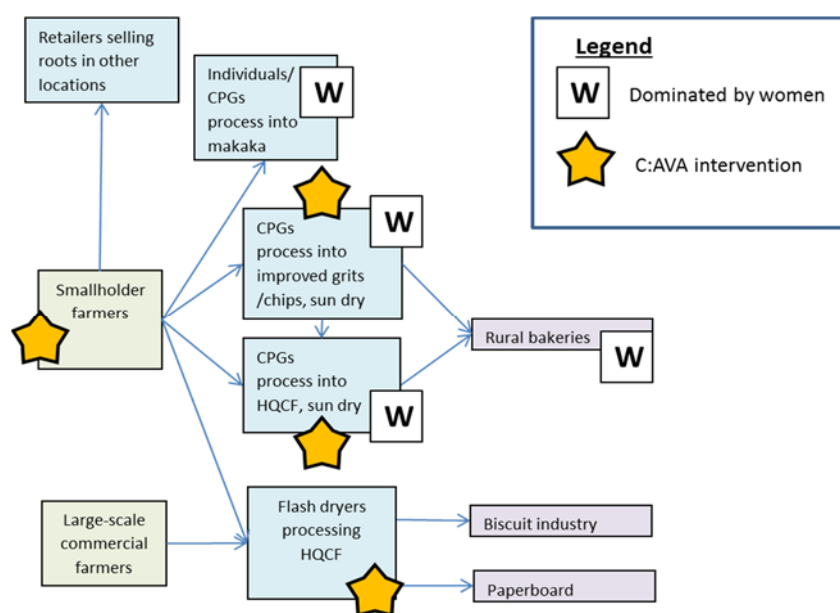 Retailers selling
roots in other
locations
Individuals/
CPGs
process into
makaka
W
Legend
W
Dominated by women
C:AVA intervention
CPGs
process into
improved grits
/chips, sun dry
W
Smallholder
farmers
CPGs
process into
HQCF, sun dry
W
Rural bakeries
W
Large-scale
commercial
farmers
Flash dryers
processing
HQCF
Biscuit industry
Paperboard